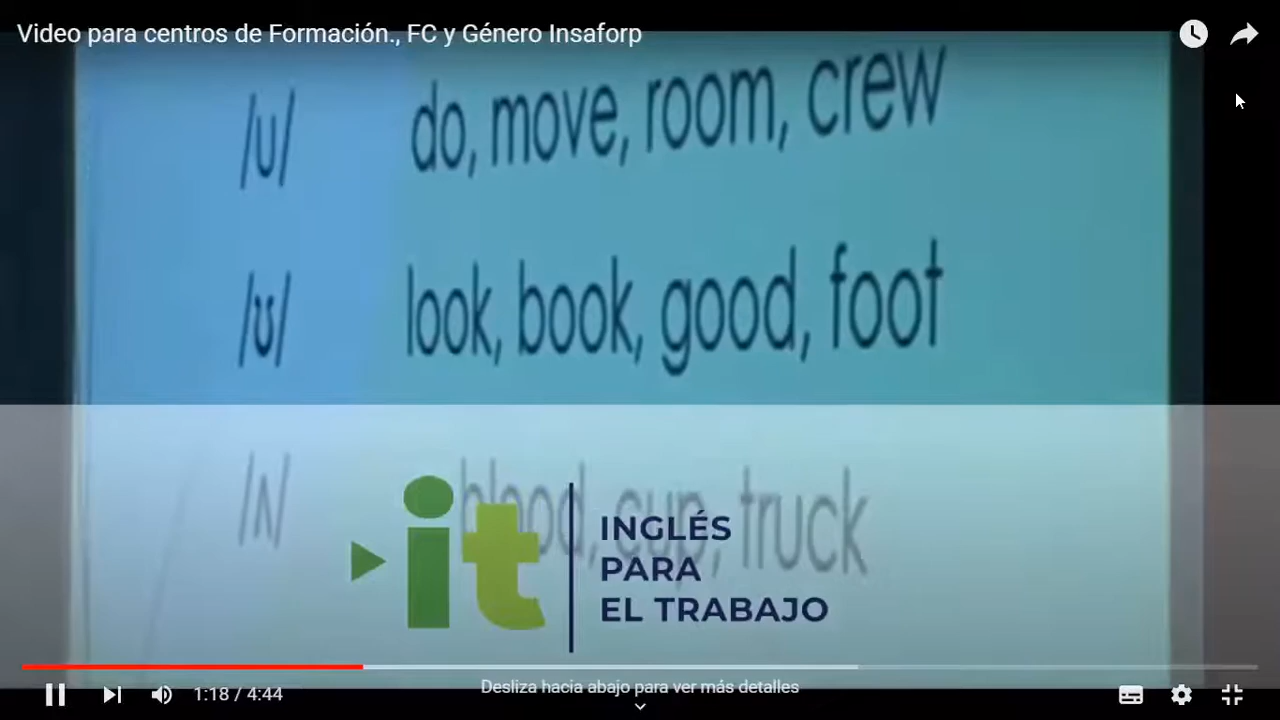 Video para centros de Formación., FC y Género Insaforp
/u/ do, move, room, crew
/ʊ/ look, book, good, foot
/ʌ/ blood, cup, truck
it
INGLÉS
PARA
EL TRABAJO
1:18 / 4:44
Desliza hacia abajo para ver más detalles